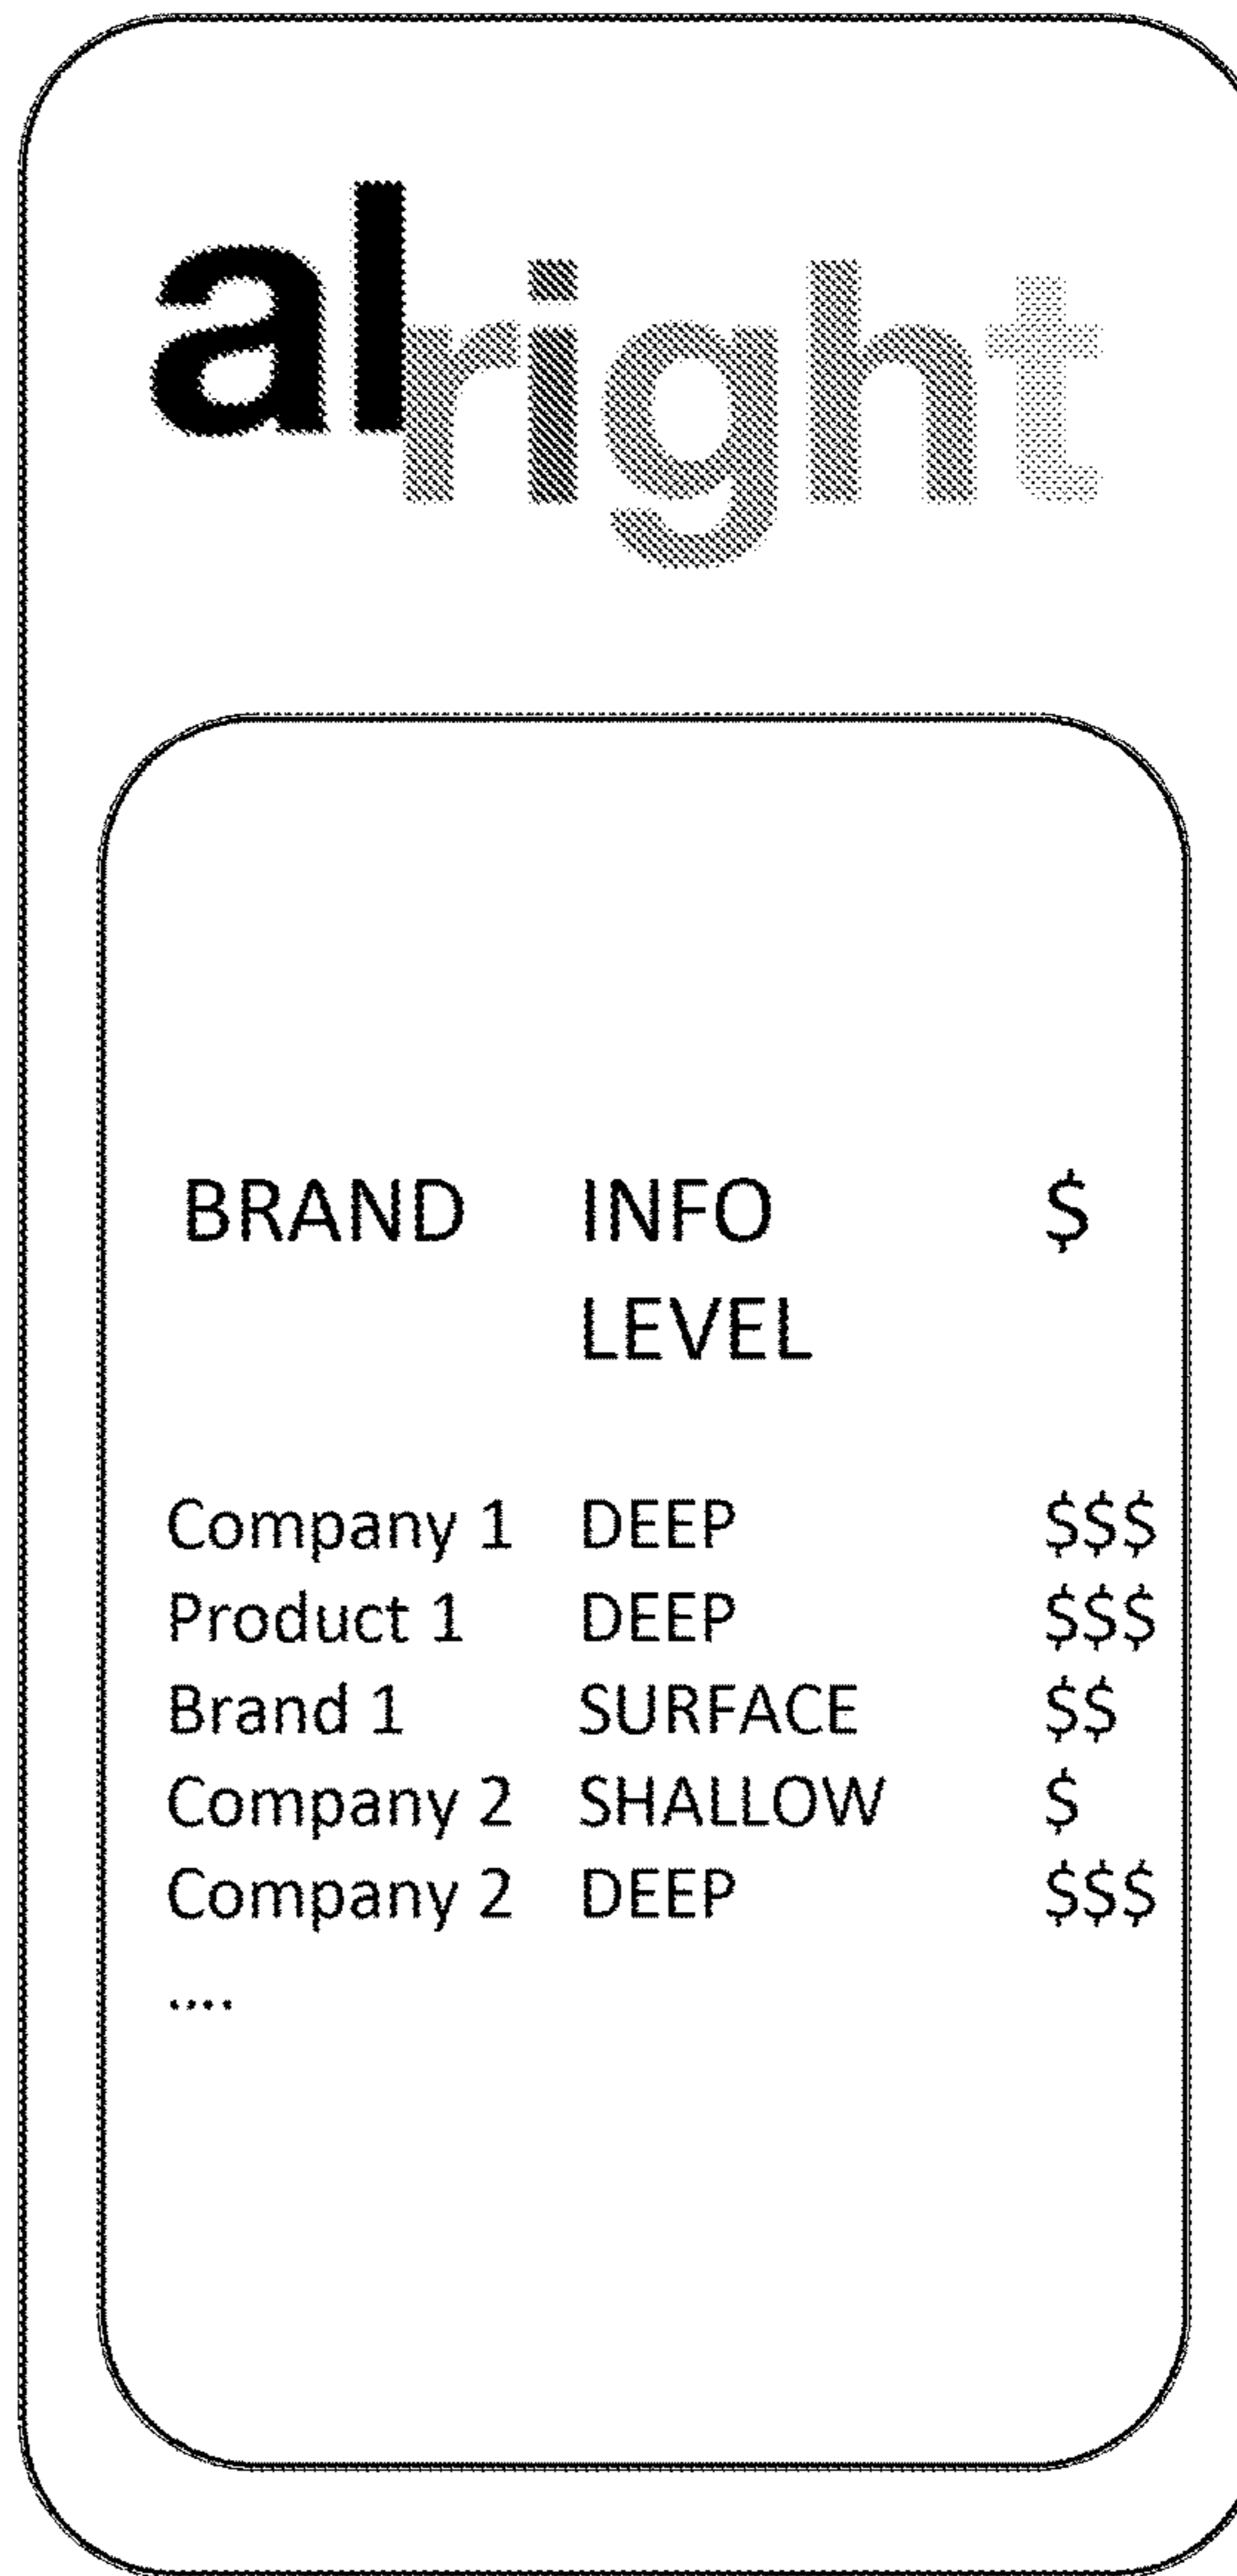 alright
BRAND INFO $
LEVEL
Company 1 DEEP $$$
Product 1 DEEP $$$
Brand 1 SURFACE $$
Company 2 SHALLOW $
Company 2 DEEP $$$
....